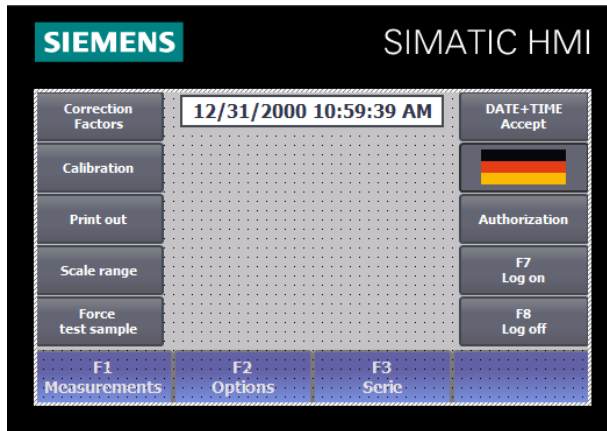 SIEMENS
SIMATIC HMI
Correction
Factors
12/31/2000 10:59:39 AM
DATE+TIME
Accept
Calibration
Print out
Authorization
Scale range
F7
Log on
Force
test sample
F8
Log off
F1
Measurements
F2
Options
F3
Serie